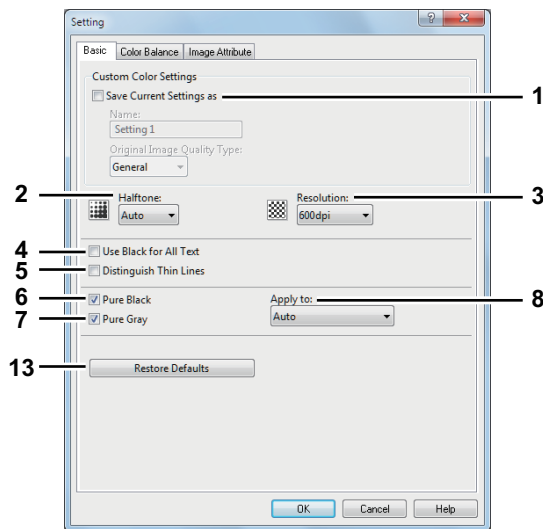 Setting
Basic Color Balance Image Attribute
Custom Color Settings
Save Current Settings as 1
Name:
Setting 1
Original Image Quality Type:
General
2 Halftone: Resolution: 3
Auto 600dpi
4 Use Black for All Text
5 Distinguish Thin Lines
6 Pure Black Apply to: 8
7 Pure Gray Auto
13 Restore Defaults
OK Cancel Help